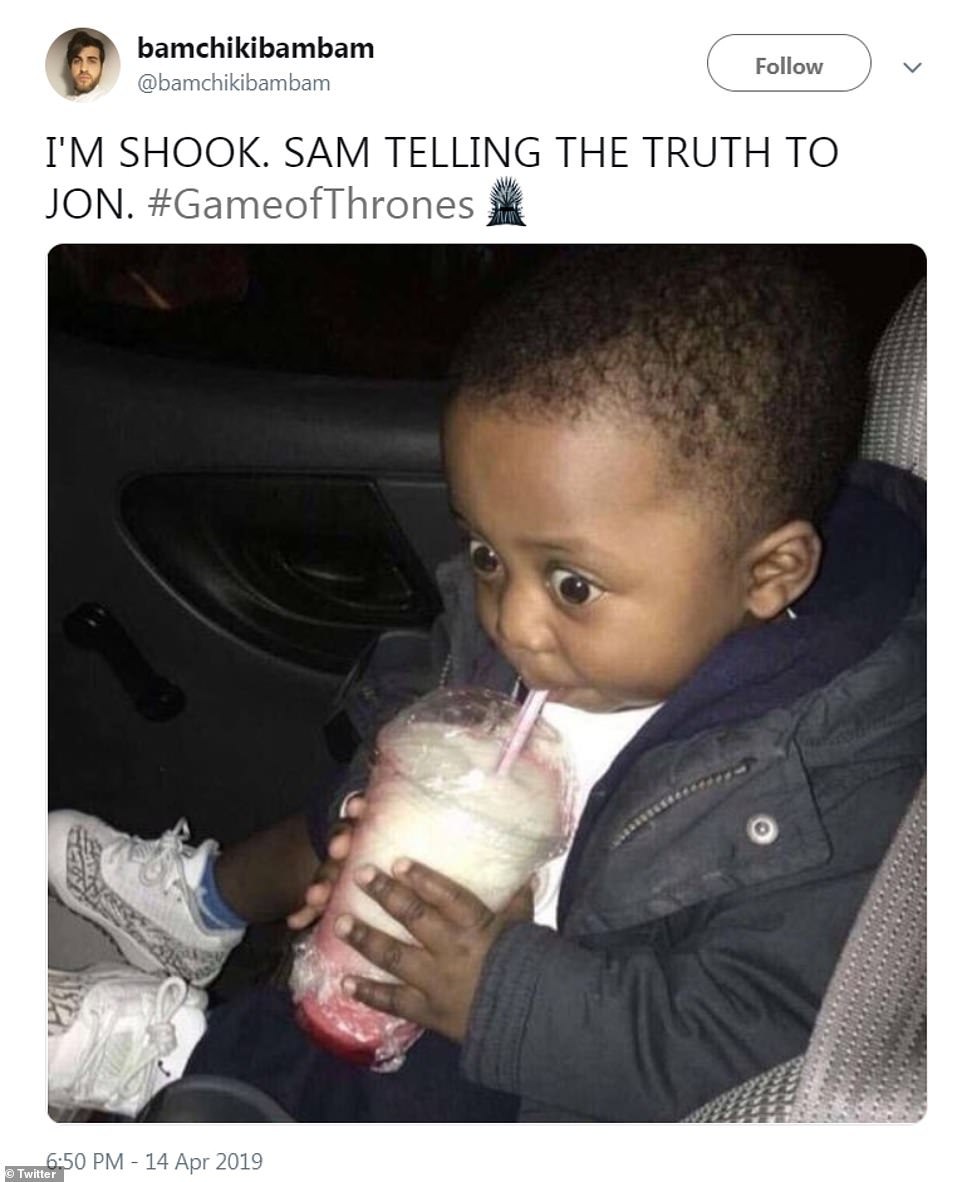 bamchikibambam
@bamchikibambam
Follow
I'M SHOOK. SAM TELLING THE TRUTH TO
JON. #GameofThrones
6:50 PM - 14 Apr 2019
© Twitter